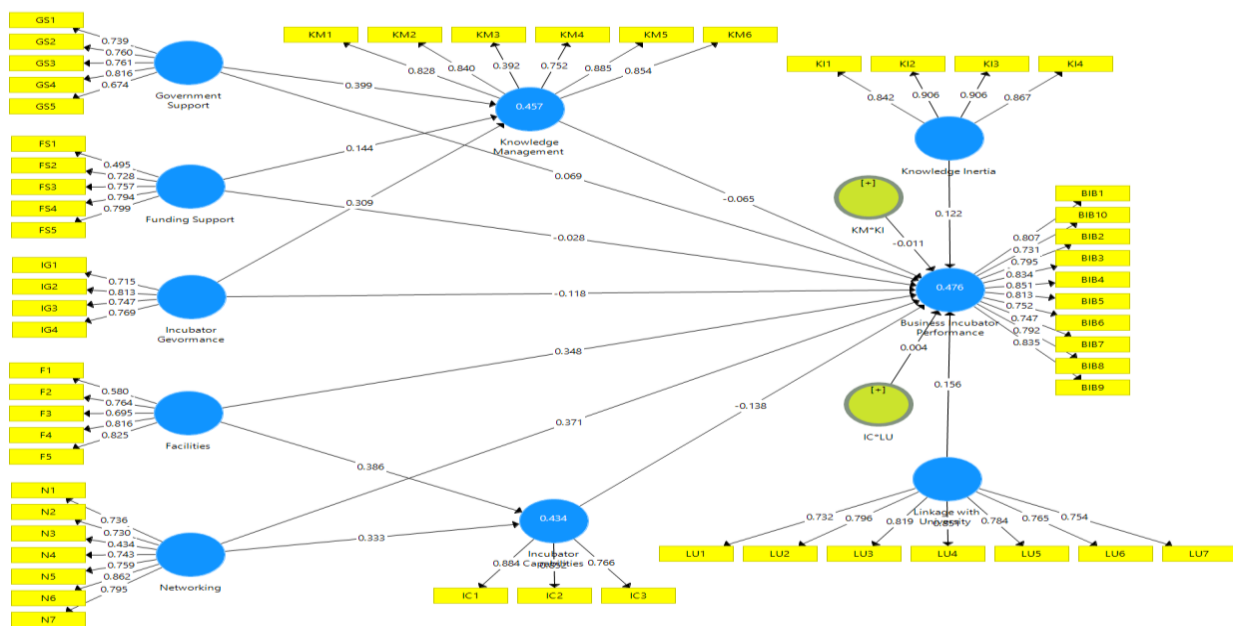 GS1
GS2
GS3
GS4
GS5
0.739
0.760
0.761
0.816
0.674
Government
Support
FS1
FS2
FS3
FS4
FS5
0.495
0.728
0.757
0.794
0.799
Funding Support
IG1
IG2
IG3
IG4
0.715
0.813
0.747
0.769
Incubator
Gevormance
F1
F2
F3
F4
F5
0.580
0.764
0.695
0.816
0.825
Facilities
N1
N2
N3
N4
N5
N6
N7
0.736
0.730
0.434
0.743
0.759
0.862
0.795
Networking
KM1
KM2
KM3
KM4
KM5
KM6
0.828
0.840
0.392
0.752
0.885
0.854
0.457
Knowledge
Management
0.399
0.144
0.309
0.069
-0.028
-0.118
0.348
0.371
0.386
0.333
-0.065
-0.138
0.434
Incubator
Capabilities
0.884
0.852
0.766
IC1
IC2
IC3
KI1
KI2
KI3
KI4
0.842
0.906
0.906
0.867
Knowledge Inertia
0.122
[+]
KM*KI
-0.011
0.476
Business Incubator
Performance
0.004
[+]
IC*LU
0.156
BIB1
BIB10
BIB2
BIB3
BIB4
BIB5
BIB6
BIB7
BIB8
BIB9
0.807
0.731
0.795
0.834
0.851
0.813
0.752
0.747
0.792
0.835
Linkage with
University
0.732
0.796
0.819
0.784
0.765
0.754
LU1
LU2
LU3
LU4
LU5
LU6
LU7